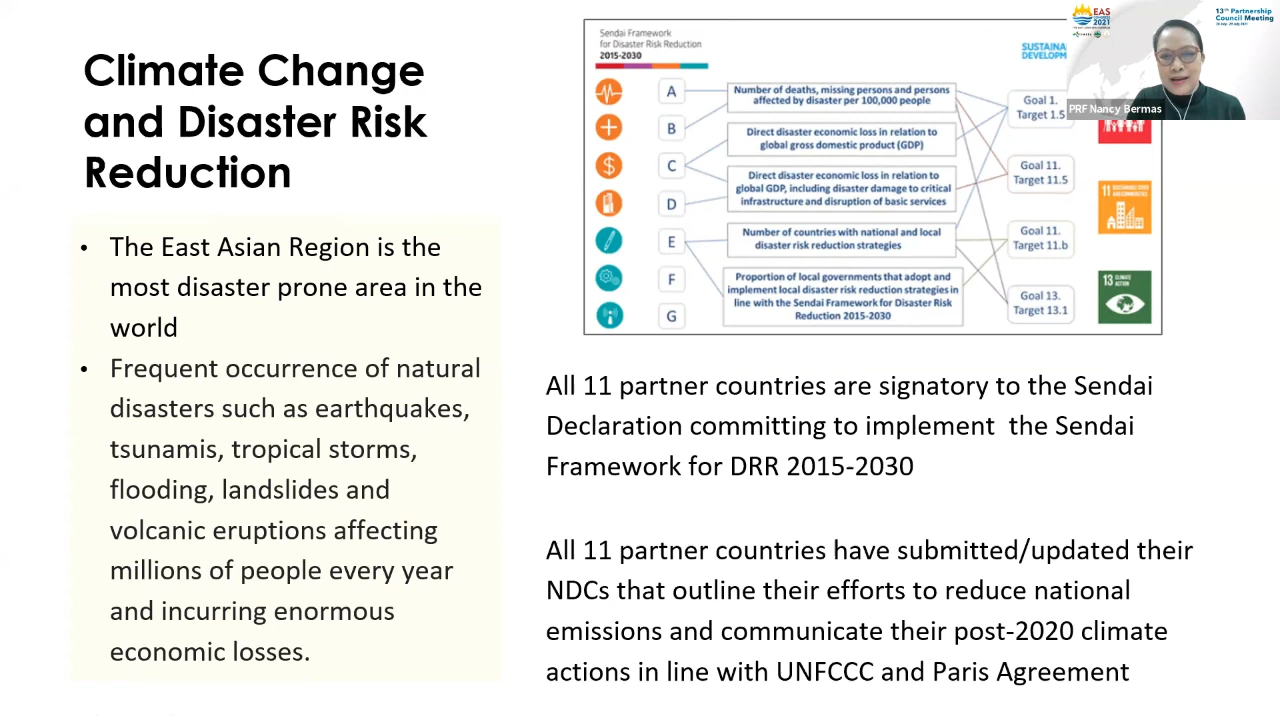 Climate Change
and Disaster Risk
Reduction
• The East Asian Region is the
most disaster prone area in the
world
• Frequent occurrence of natural
disasters such as earthquakes,
tsunamis, tropical storms,
flooding, landslides and
volcanic eruptions affecting
millions of people every year
and incurring enormous
economic losses.
Sendai Framework
for Disaster Risk Reduction
2015-2030
SUSTAINA
DEVELOPM
A
B
C
D
E
F
G
Number of deaths, missing persons and persons
affected by disaster per 100,000 people
Direct disaster economic loss in relation to
global gross domestic product (GDP)
Direct disaster economic loss in relation to
global GDP, including disaster damage to critical
infrastructure and disruption of basic services
Number of countries with national and local
disaster risk reduction strategies
Proportion of local governments that adopt and
implement local disaster risk reduction strategies in
line with the Sendai Framework for Disaster Risk
Reduction 2015-2030
Goal 1.
Target 1.5
Goal 11.
Target 11.5
Goal 11.
Target 11.b
Goal 13.
Target 13.1
11 SUSTAINABLE CITIES
AND COMMUNITIES
13 CLIMATE
ACTION
EAS
2021
13th Partnership
Council Meeting
PRF Nancy Bermas
All 11 partner countries are signatory to the Sendai
Declaration committing to implement the Sendai
Framework for DRR 2015-2030
All 11 partner countries have submitted/updated their
NDCs that outline their efforts to reduce national
emissions and communicate their post-2020 climate
actions in line with UNFCCC and Paris Agreement